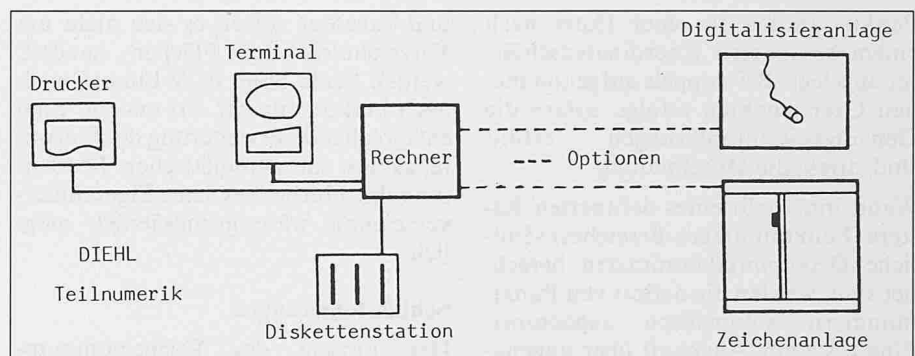 Digitalisieranlage
Terminal
Drucker
Rechner
--- Optionen
DIEHL
Teilnumerik
Diskettenstation
Zeichenanlage